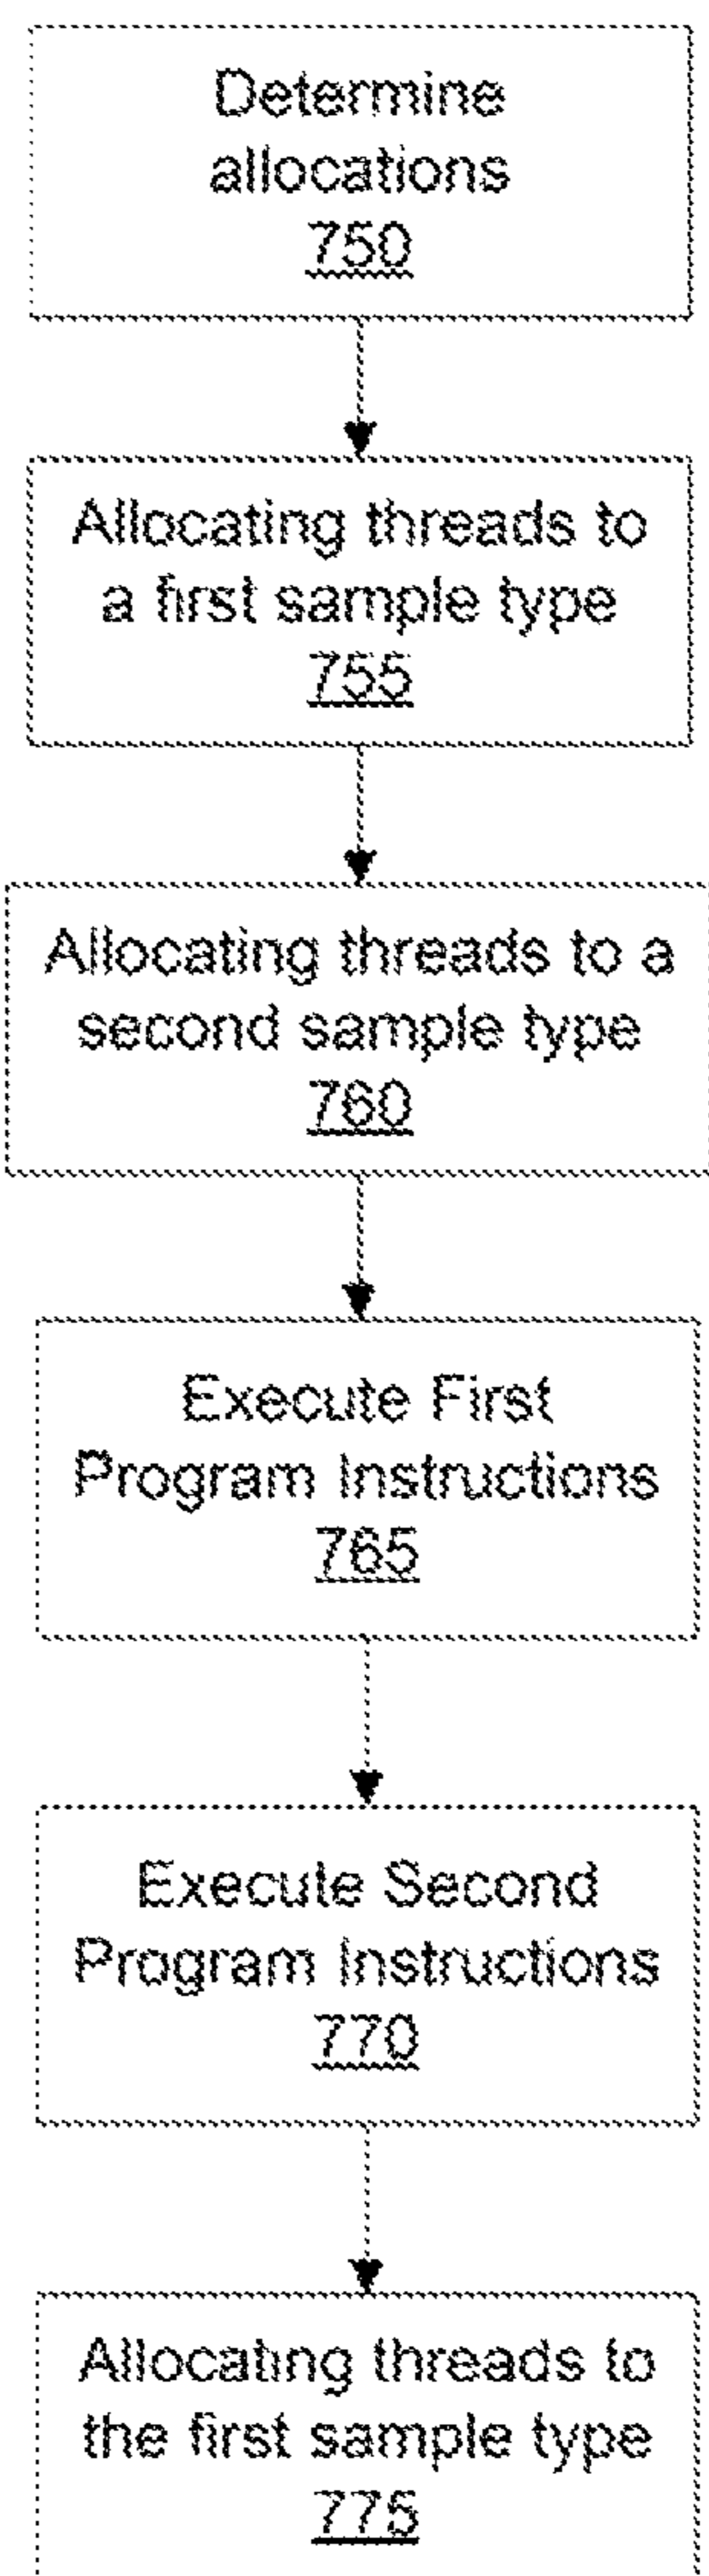 Determine
allocations
750
Allocating threads to
a first sample type
755
Allocating threads to a
second sample type
760
Execute First
Program Instructions
765
Execute Second
Program Instructions
770
Allocating threads to
the first sample type
775